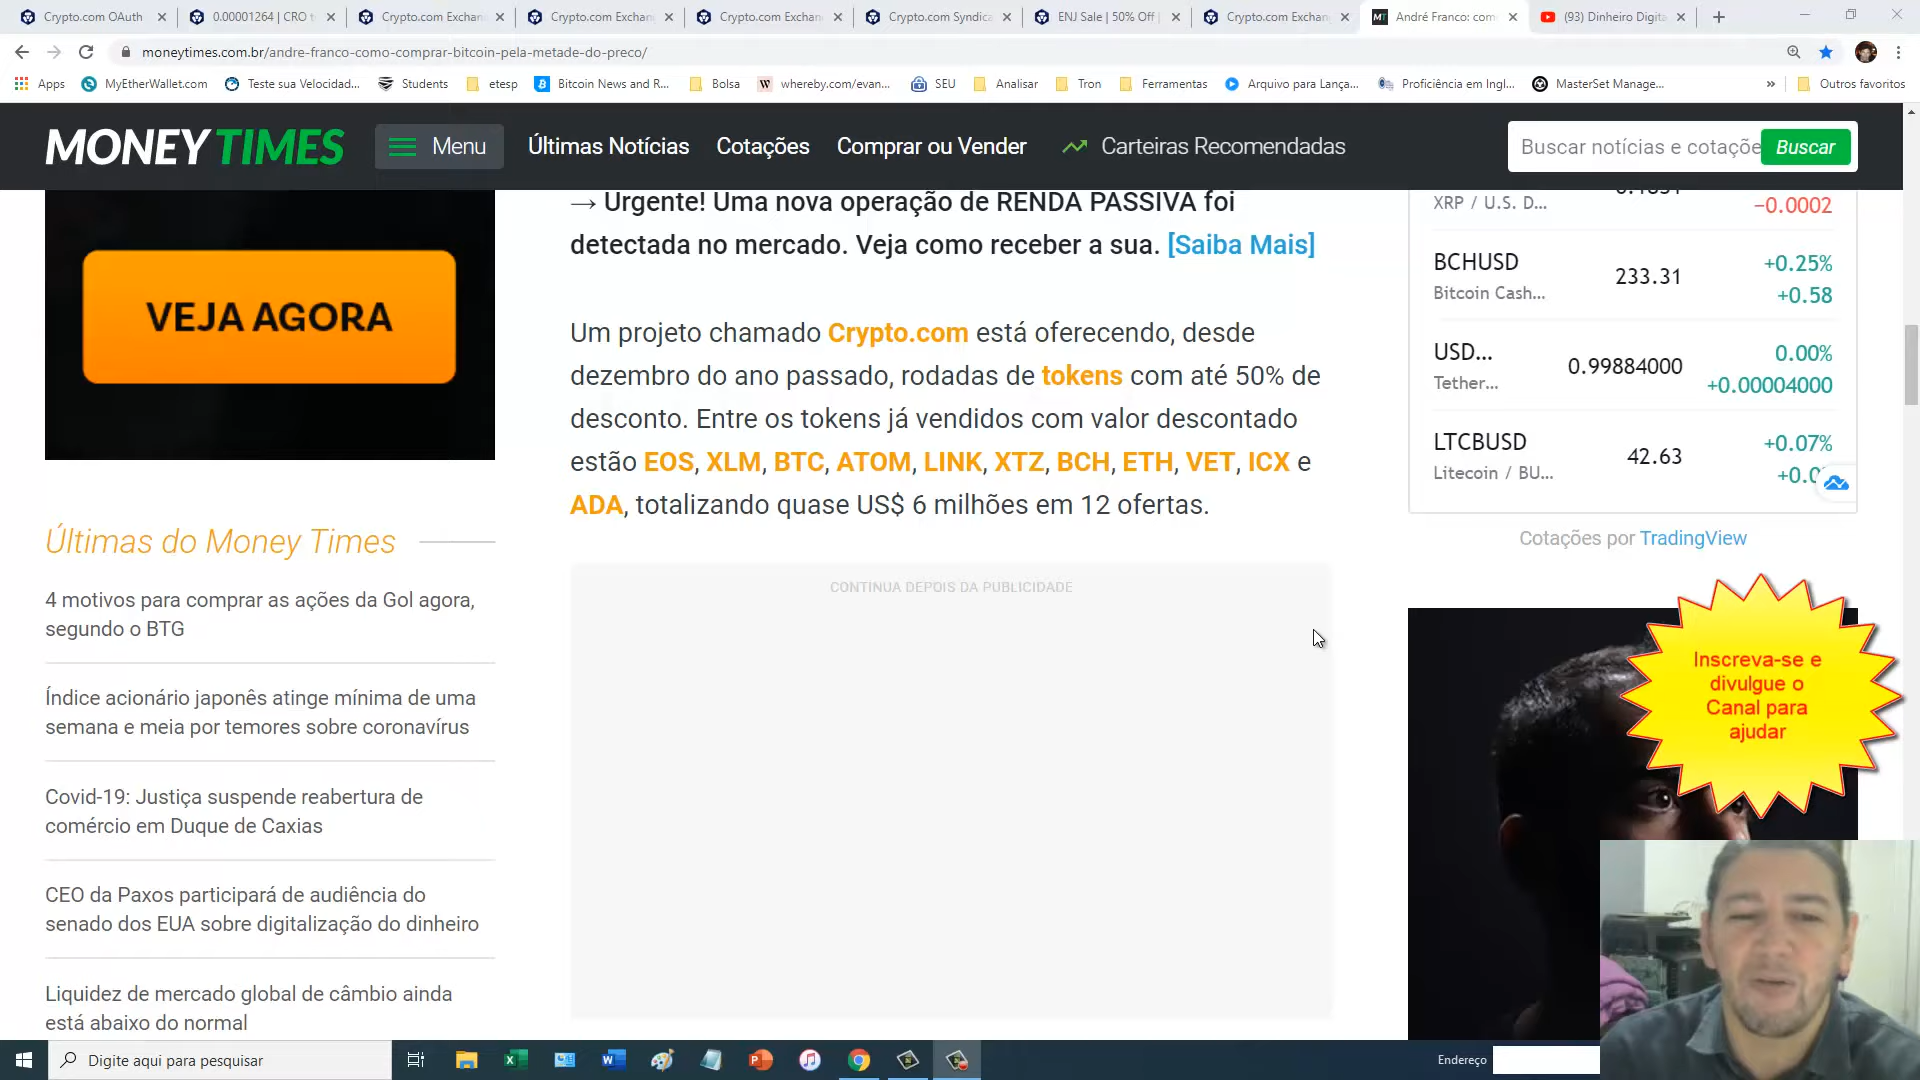 Crypto.com OAuth
0.00001264 | CRO
Crypto.com Exchan
Crypto.com Exchan
Crypto.com Exchan
Crypto.com Syndic
ENJ Sale | 50% Off
Crypto.com Exchan
André Franco: com
(93) Dinheiro Digit
moneytimes.com.br/andre-franco-como-comprar-bitcoin-pela-metade-do-preco/
Apps
MyEtherWallet.com
Teste sua Velocidad...
Students
etesp
Bitcoin News and R...
Bolsa
whereby.com/evan...
SEU
Analisar
Tron
Ferramentas
Arquivo para Lança...
Proficiência em Ingl...
MasterSet Manage...
»
Outros favoritos
MONEY TIMES
Menu
Últimas Notícias
Cotações
Comprar ou Vender
Carteiras Recomendadas
Buscar notícias e cotaçõe
Buscar
VEJA AGORA
Últimas do Money Times
4 motivos para comprar as ações da Gol agora,
segundo o BTG
Índice acionário japonês atinge mínima de uma
semana e meia por temores sobre coronavírus
Covid-19: Justiça suspende reabertura de
comércio em Duque de Caxias
CEO da Paxos participará de audiência do
senado dos EUA sobre digitalização do dinheiro
Liquidez de mercado global de câmbio ainda
está abaixo do normal
→ Urgente! Uma nova operação de RENDA PASSIVA foi
detectada no mercado. Veja como receber a sua. [Saiba Mais]
Um projeto chamado Crypto.com está oferecendo, desde
dezembro do ano passado, rodadas de tokens com até 50% de
desconto. Entre os tokens já vendidos com valor descontado
estão EOS, XLM, BTC, ATOM, LINK, XTZ, BCH, ETH, VET, ICX e
ADA, totalizando quase US$ 6 milhões em 12 ofertas.
CONTINUA DEPOIS DA PUBLICIDADE
XRP / U.S. D...
−0.0002
BCHUSD
Bitcoin Cash...
233.31
+0.25%
+0.58
USD...
Tether...
0.99884000
0.00%
+0.00004000
LTCBUSD
Litecoin / BU...
42.63
+0.07%
+0.0
Cotações por TradingView
Inscreva-se e
divulgue o
Canal para
ajudar
Digite aqui para pesquisar
Endereço